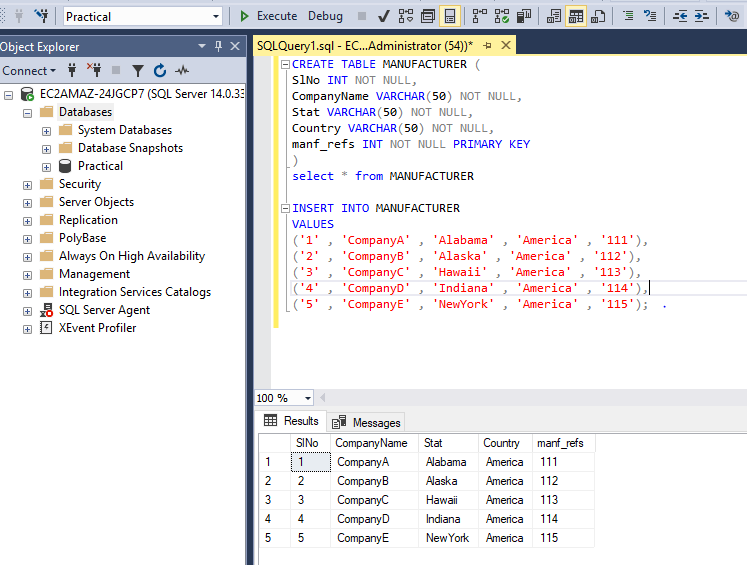 Practical
Execute Debug
Object Explorer
SQLQuery1.sql - EC...Administrator (54))*
Connect
EC2AMAZ-24JGCP7 (SQL Server 14.0.33
Databases
System Databases
Database Snapshots
Practical
Security
Server Objects
Replication
PolyBase
Always On High Availability
Management
Integration Services Catalogs
SQL Server Agent
XEvent Profiler
CREATE TABLE MANUFACTURER (
SlNo INT NOT NULL,
CompanyName VARCHAR(50) NOT NULL,
Stat VARCHAR(50) NOT NULL,
Country VARCHAR(50) NOT NULL,
manf_refs INT NOT NULL PRIMARY KEY
)
select * from MANUFACTURER
INSERT INTO MANUFACTURER
VALUES
('1' , 'CompanyA' , 'Alabama' , 'America' , '111'),
('2' , 'CompanyB' , 'Alaska' , 'America' , '112'),
('3' , 'CompanyC' , 'Hawaii' , 'America' , '113'),
('4' , 'CompanyD' , 'Indiana' , 'America' , '114'),
('5' , 'CompanyE' , 'NewYork' , 'America' , '115'); .
100 %
Results Messages
SlNo CompanyName Stat Country manf_refs
1 1 CompanyA Alabama America 111
2 2 CompanyB Alaska America 112
3 3 CompanyC Hawaii America 113
4 4 CompanyD Indiana America 114
5 5 CompanyE NewYork America 115